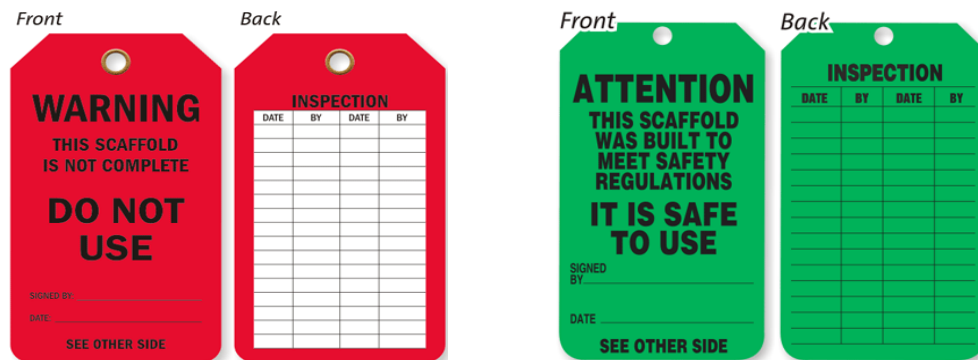 Front
WARNING
THIS SCAFFOLD
IS NOT COMPLETE
DO NOT
USE
SIGNED BY:
DATE:
SEE OTHER SIDE
Back
INSPECTION
DATE BY DATE BY
Front
ATTENTION
THIS SCAFFOLD
WAS BUILT TO
MEET SAFETY
REGULATIONS
IT IS SAFE
TO USE
SIGNED
BY
DATE
SEE OTHER SIDE
Back
INSPECTION
DATE BY DATE BY